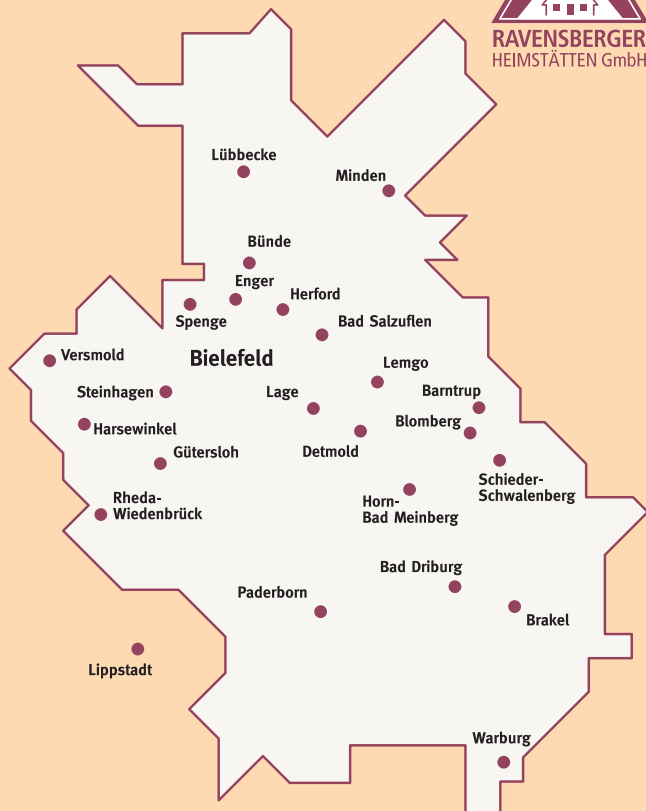 RAVENSBERGER
HEIMSTÄTTEN GmbH
Lübbecke
Minden
Bünde
Enger
Herford
Spenge
Bad Salzuflen
Versmold
Bielefeld
Lemgo
Steinhagen
Lage
Barntrup
Harsewinkel
Blomberg
Gütersloh
Detmold
Schieder-
Schwalenberg
Rheda-
Wiedenbrück
Horn-
Bad Meinberg
Bad Driburg
Paderborn
Brakel
Lippstadt
Warburg